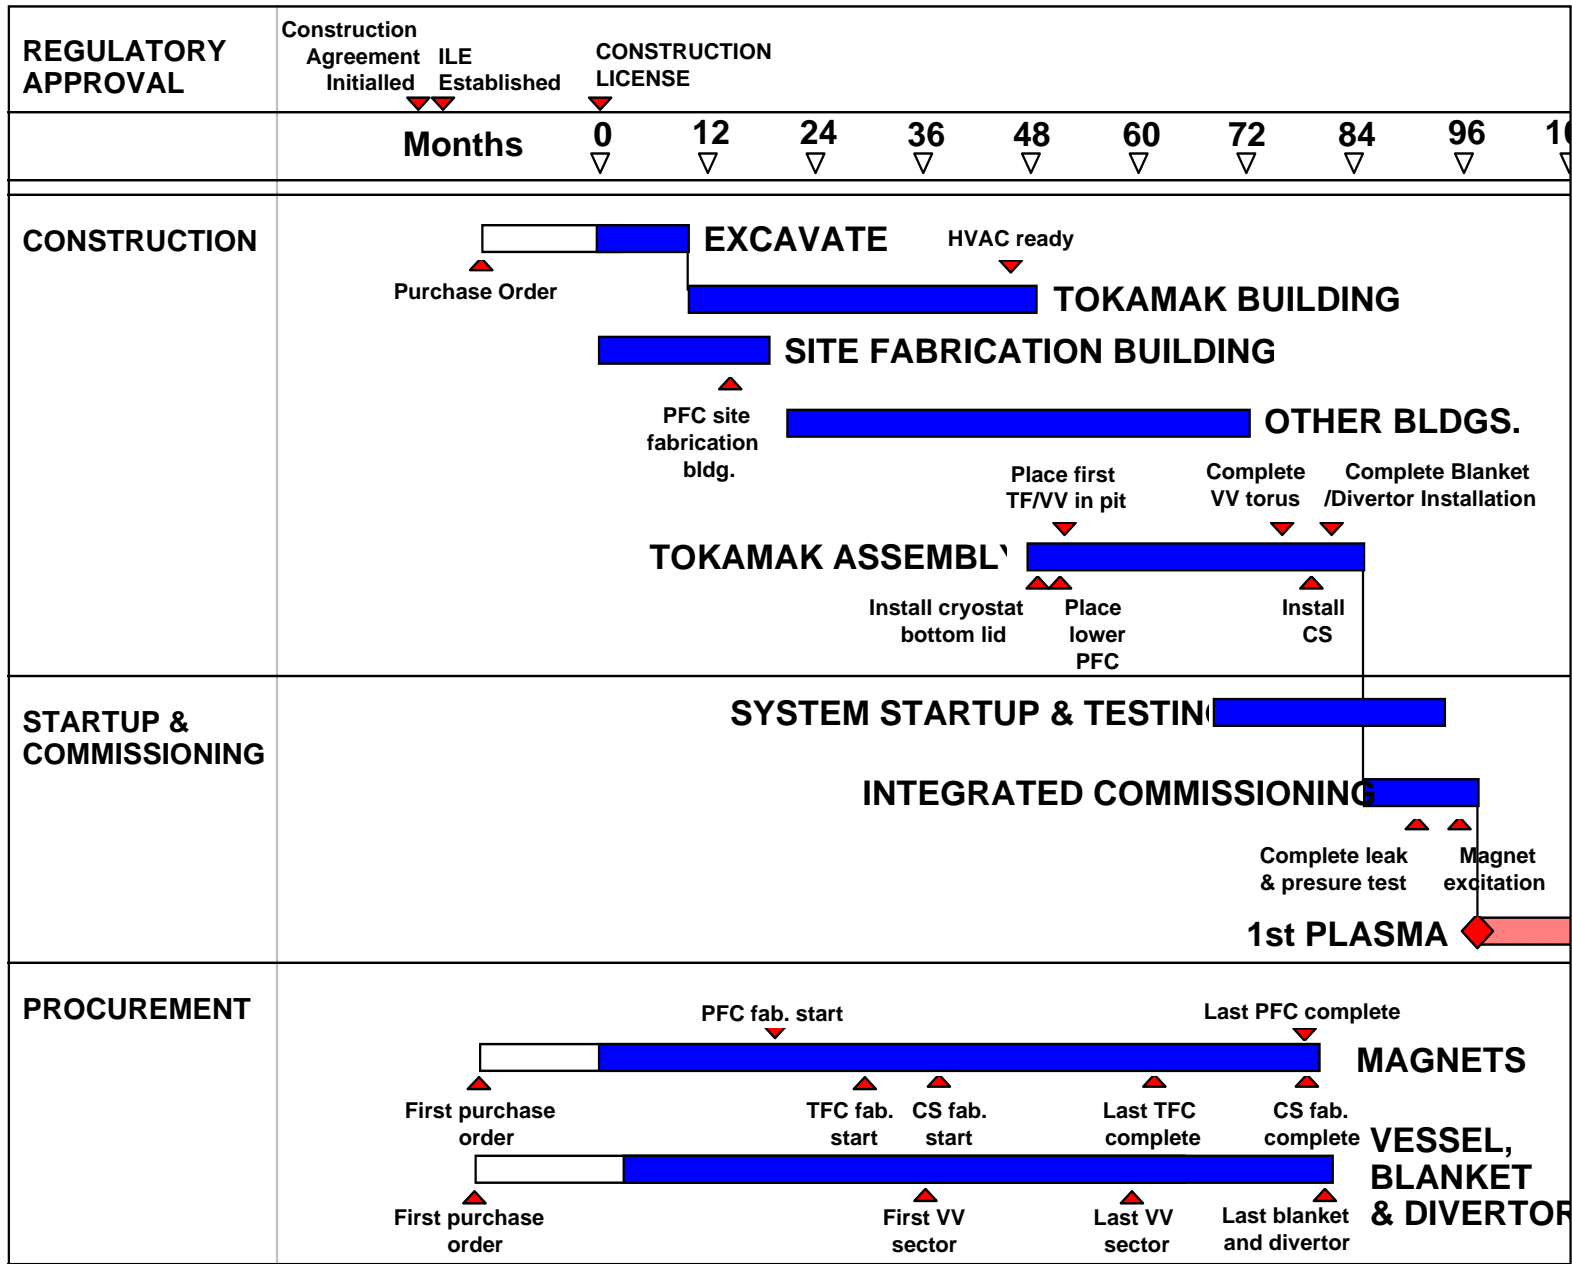 REGULATORY
APPROVAL
Construction
Agreement
Initialled
ILE
Established
CONSTRUCTION
LICENSE
Months 0 12 24 36 48 60 72 84 96 10
CONSTRUCTION
EXCAVATE
HVAC ready
Purchase Order
TOKAMAK BUILDING
SITE FABRICATION BUILDING
PFC site
fabrication
bldg.
OTHER BLDGS.
Place first
TF/VV in pit
Complete
VV torus
Complete Blanket
/Divertor Installation
TOKAMAK ASSEMBLY
Install cryostat
bottom lid
Place
lower
PFC
Install
CS
STARTUP &
COMMISSIONING
SYSTEM STARTUP & TESTING
INTEGRATED COMMISSIONING
Complete leak
& presure test
Magnet
excitation
1st PLASMA
PROCUREMENT
PFC fab. start
Last PFC complete
MAGNETS
First purchase
order
TFC fab.
start
CS fab.
start
Last TFC
complete
CS fab.
complete
VESSEL,
BLANKET
& DIVERTOR
First purchase
order
First VV
sector
Last VV
sector
Last blanket
and divertor